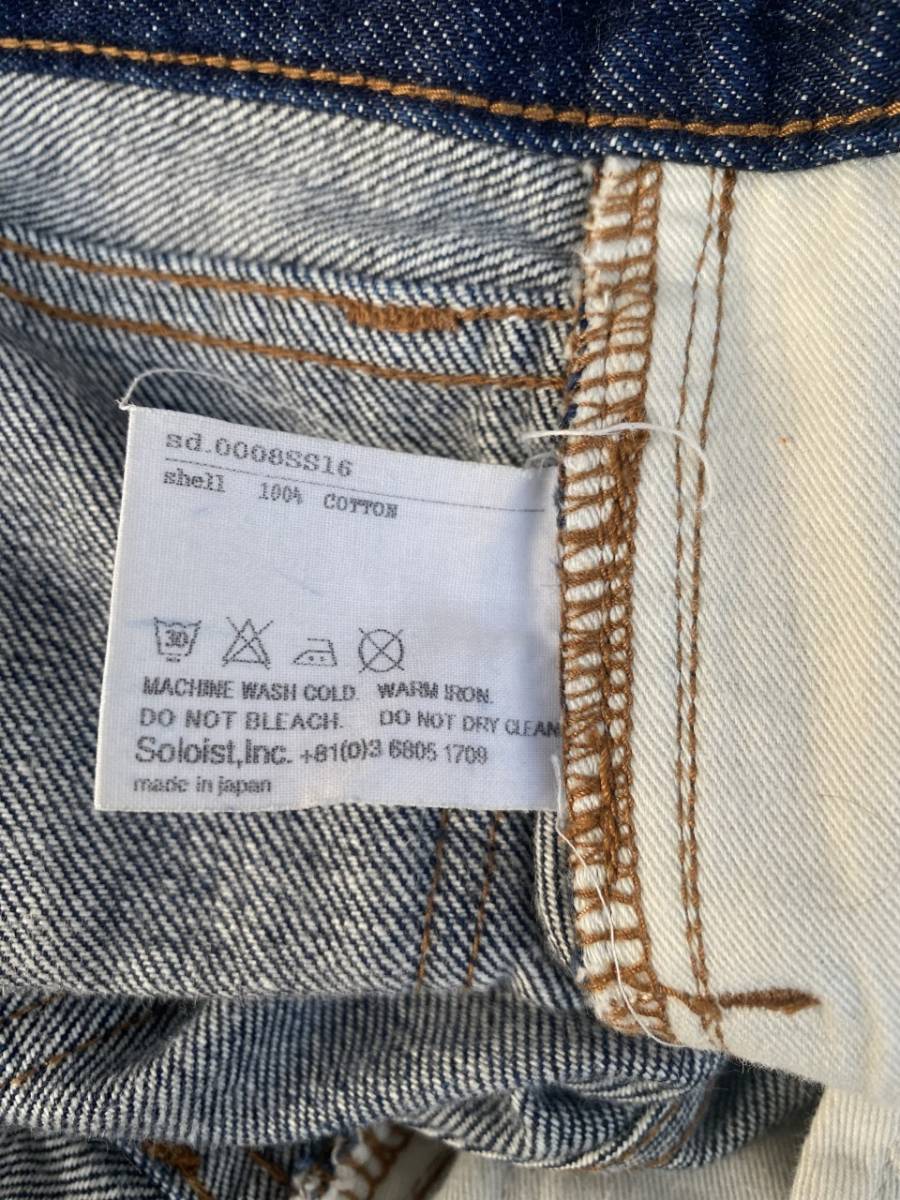 sd.0008SS16
shell 100% COTTON
30
MACHINE WASH COLD. WARM IRON.
DO NOT BLEACH. DO NOT DRY CLEAN
Soloist,Inc. +81(0)3 6805 1709
made in japan